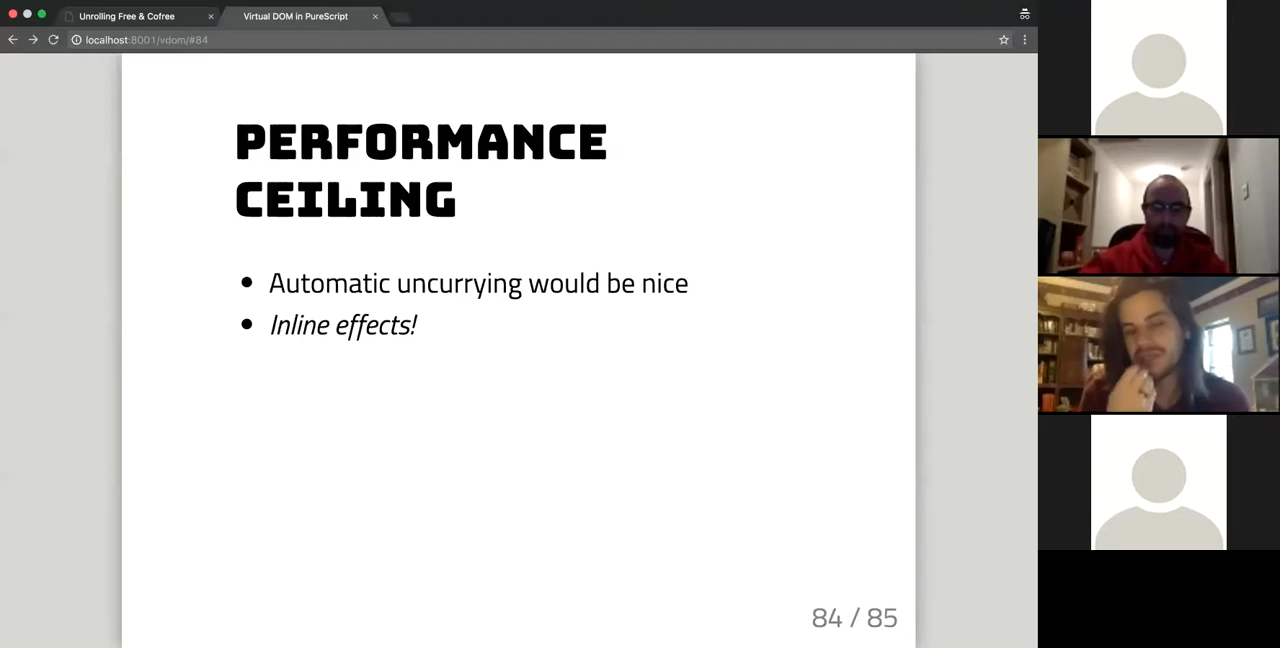 Unrolling Free & Cofree
Virtual DOM in PureScript
localhost:8001/vdom/#84
PERFORMANCE
CEILING
Automatic uncurrying would be nice
Inline effects!
84 / 85